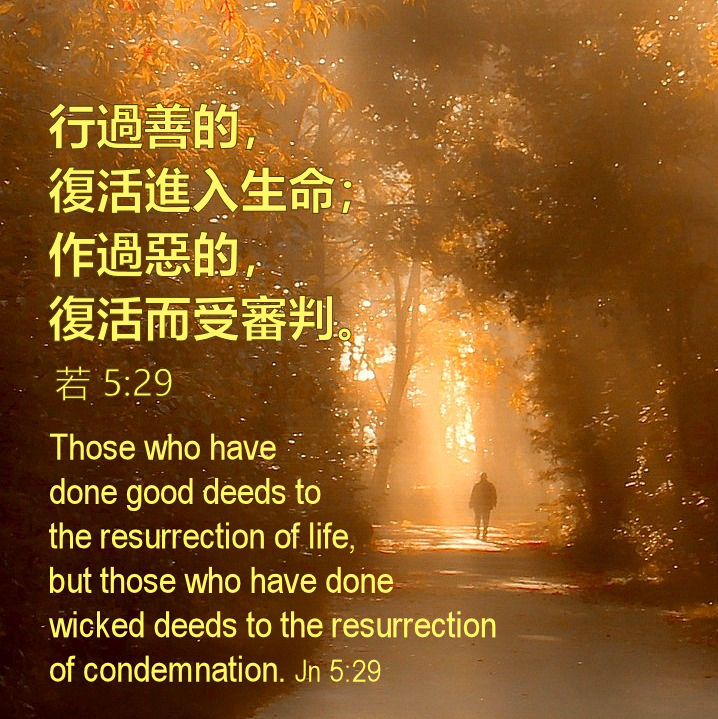 行過善的，
復活進入生命；
作過惡的，
復活而受審判。
若 5:29
Those who have
done good deeds to
the resurrection of life,
but those who have done
wicked deeds to the resurrection
of condemnation. Jn 5:29